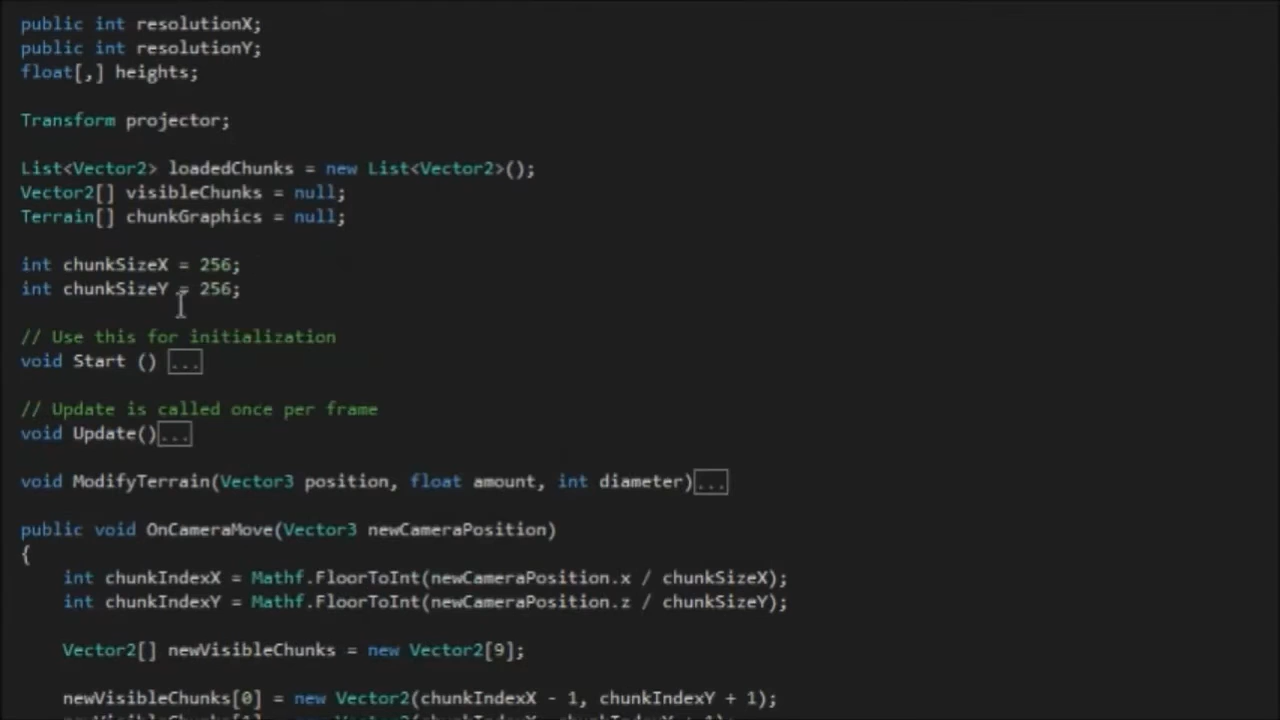 public int resolutionX;
public int resolutionY;
float[,] heights;
Transform projector;
List<Vector2> loadedChunks = new List<Vector2>();
Vector2[] visibleChunks = null;
Terrain[] chunkGraphics = null;
int chunkSizeX = 256;
int chunkSizeY = 256;
// Use this for initialization
void Start () ...
// Update is called once per frame
void Update()...
void ModifyTerrain(Vector3 position, float amount, int diameter)...
public void OnCameraMove(Vector3 newCameraPosition)
{
    int chunkIndexX = Mathf.FloorToInt(newCameraPosition.x / chunkSizeX);
    int chunkIndexY = Mathf.FloorToInt(newCameraPosition.z / chunkSizeY);
    Vector2[] newVisibleChunks = new Vector2[9];
    newVisibleChunks[0] = new Vector2(chunkIndexX - 1, chunkIndexY + 1);